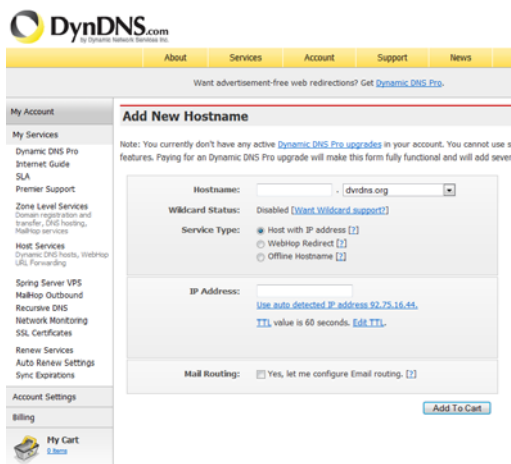 DynDNS.com
by Dynamic Network Services Inc.
About Services Account Support News
Want advertisement-free web redirections? Get Dynamic DNS Pro.
My Account
My Services
Dynamic DNS Pro
Internet Guide
SLA
Premier Support
Zone Level Services
Domain registration and
transfer, DNS hosting,
MailHop services
Host Services
Dynamic DNS hosts, WebHop
URL Forwarding
Spring Server VPS
MailHop Outbound
Recursive DNS
Network Monitoring
SSL Certificates
Renew Services
Auto Renew Settings
Sync Expirations
Account Settings
Billing
My Cart
0 items
Add New Hostname
Note: You currently don't have any active Dynamic DNS Pro upgrades in your account. You cannot use s
features. Paying for an Dynamic DNS Pro upgrade will make this form fully functional and will add sever
Hostname: . dvrdns.org
Wildcard Status: Disabled [Want Wildcard support?]
Service Type: Host with IP address [?]
WebHop Redirect [?]
Offline Hostname [?]
IP Address:
Use auto detected IP address 92.75.16.44.
TTL value is 60 seconds. Edit TTL.
Mail Routing: Yes, let me configure Email routing. [?]
Add To Cart